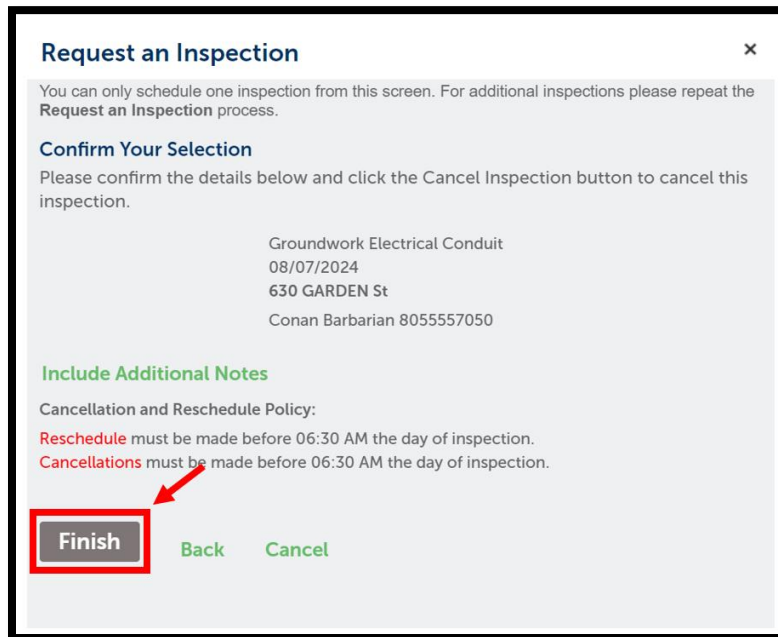 Request an Inspection ×
You can only schedule one inspection from this screen. For additional inspections please repeat the
Request an Inspection process.
Confirm Your Selection
Please confirm the details below and click the Cancel Inspection button to cancel this
inspection.
Groundwork Electrical Conduit
08/07/2024
630 GARDEN St
Conan Barbarian 8055557050
Include Additional Notes
Cancellation and Reschedule Policy:
Reschedule must be made before 06:30 AM the day of inspection.
Cancellations must be made before 06:30 AM the day of inspection.
Finish Back Cancel